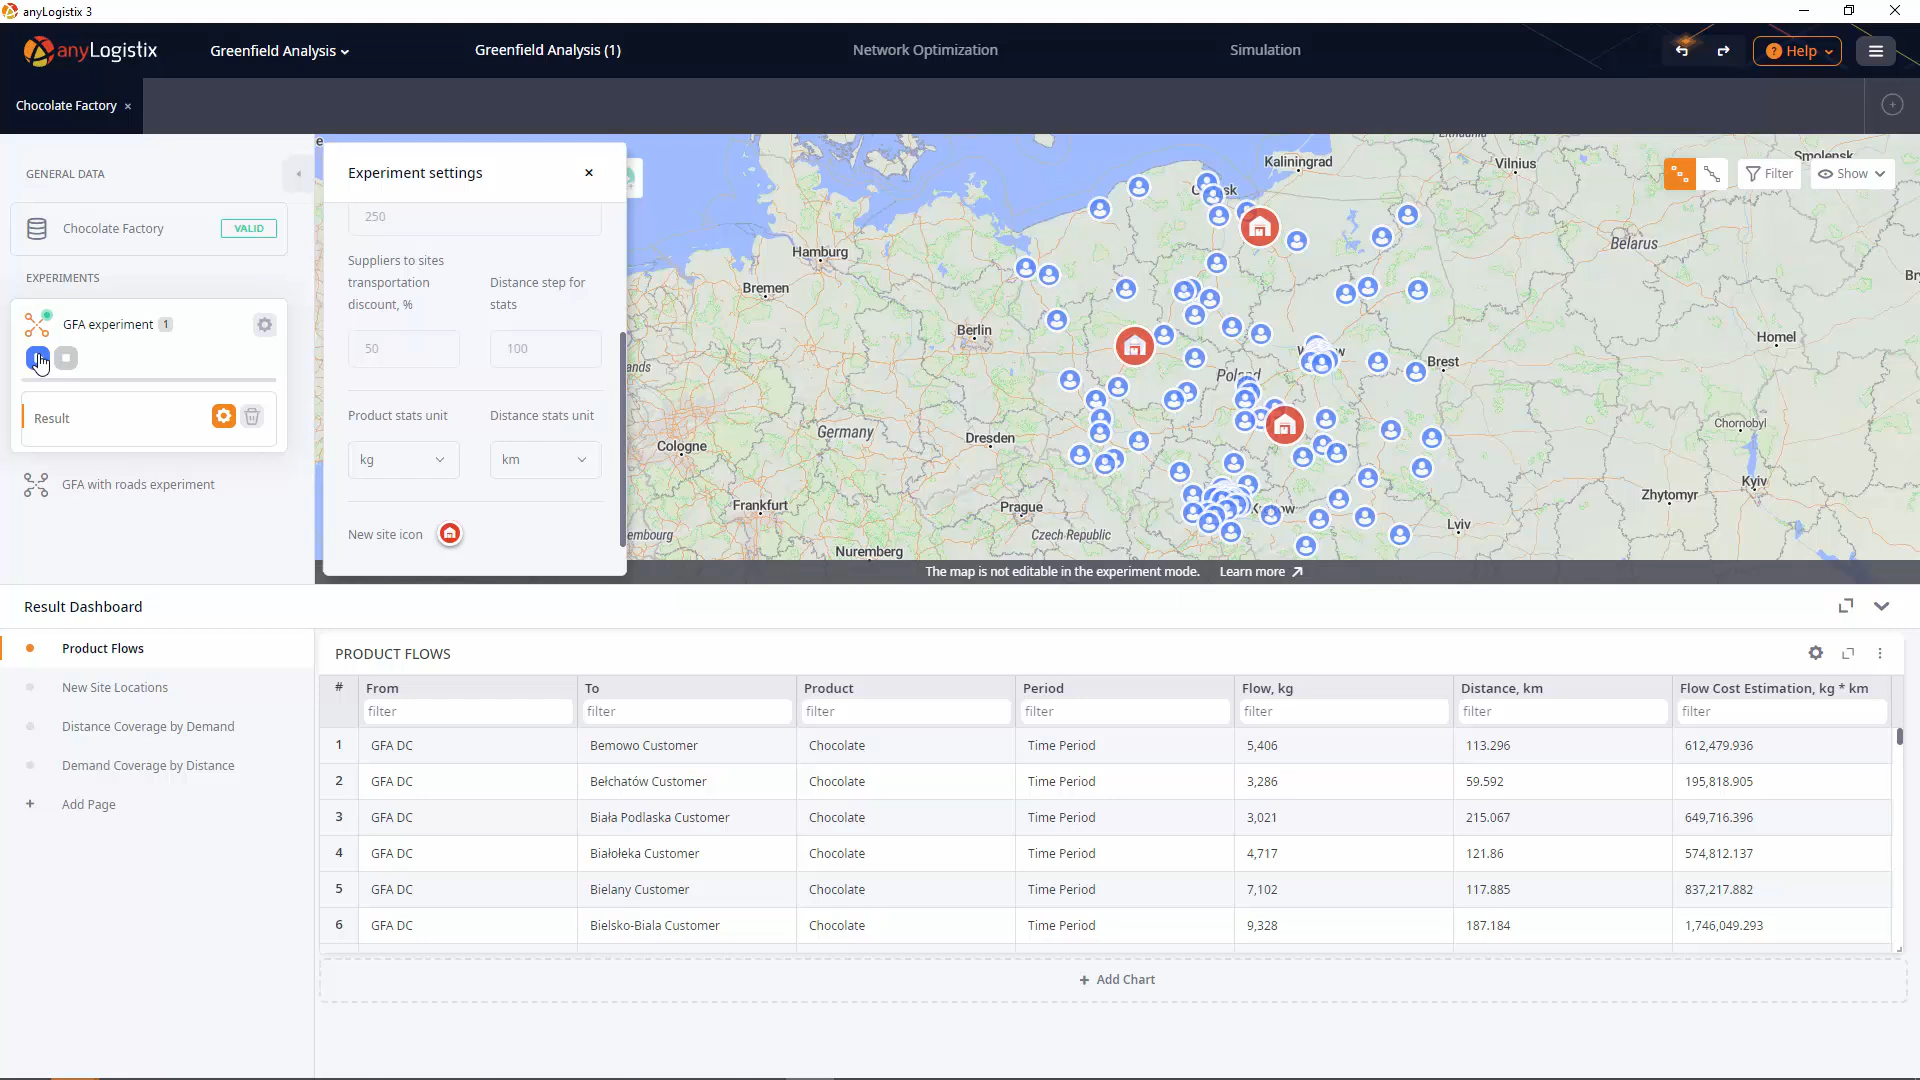 anyLogistix 3
anyLogistix
Greenfield Analysis
Greenfield Analysis (1)
Network Optimization
Simulation
Help
Chocolate Factory
GENERAL DATA
Chocolate Factory
VALID
EXPERIMENTS
GFA experiment 1
Result
GFA with roads experiment
Experiment settings
250
Suppliers to sites
transportation
discount, %
Distance step for
stats
50
100
Product stats unit
Distance stats unit
kg
km
New site icon
Filter
Show
Kaliningrad
Vilnius
Smolensk
Belarus
Hamburg
Bremen
Berlin
Homel
Brest
Poland
Chornobyl
Germany
Dresden
Cologne
Zhytomyr
Kyiv
Frankfurt
Prague
Lviv
Czech Republic
Nuremberg
The map is not editable in the experiment mode. Learn more
Result Dashboard
Product Flows
New Site Locations
Distance Coverage by Demand
Demand Coverage by Distance
+ Add Page
PRODUCT FLOWS
# From To Product Period Flow, kg Distance, km Flow Cost Estimation, kg * km
filter filter filter filter filter filter filter
1 GFA DC Bemowo Customer Chocolate Time Period 5,406 113.296 612,479.936
2 GFA DC Bełchatów Customer Chocolate Time Period 3,286 59.592 195,818.905
3 GFA DC Biała Podlaska Customer Chocolate Time Period 3,021 215.067 649,716.396
4 GFA DC Białołeka Customer Chocolate Time Period 4,717 121.86 574,812.137
5 GFA DC Bielany Customer Chocolate Time Period 7,102 117.885 837,217.882
6 GFA DC Bielsko-Biala Customer Chocolate Time Period 9,328 187.184 1,746,049.293
+ Add Chart